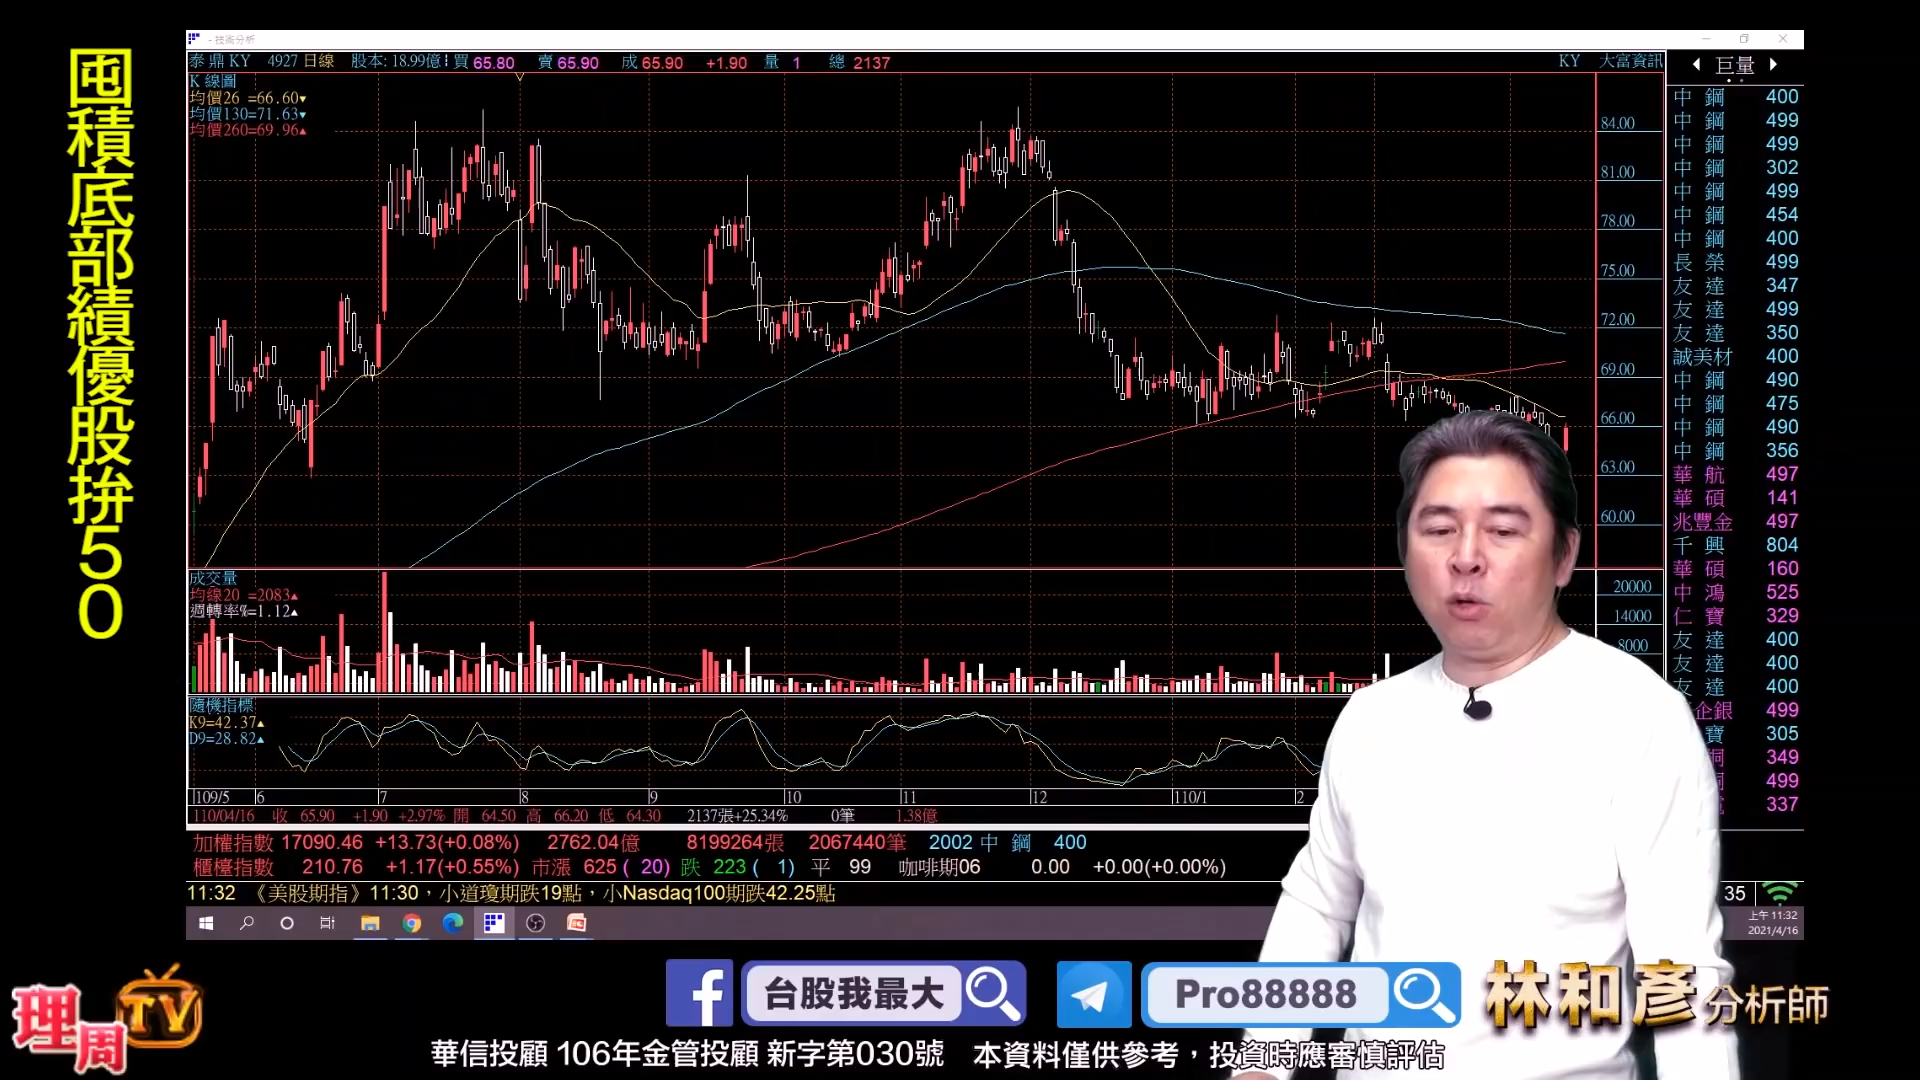 囤積底部績優股拚50
- 技術分析
泰鼎KY 4927 日線 股本: 18.99億 買 65.80 賣 65.90 成 65.90 +1.90 量 1 總 2137 KY 大富資訊
K 線圖
均價26 =66.60▾
均價130=71.63▾
均價260=69.96▴
84.00
81.00
78.00
75.00
72.00
69.00
66.00
63.00
60.00
成交量
均線20 =2083▴
週轉率%=1.12▴
20000
14000
8000
隨機指標
K9=42.37▴
D9=28.82▴
109/5 6 7 8 9 10 11 12 110/1 2
110/04/16 收 65.90 +1.90 +2.97% 開 64.50 高 66.20 低 64.30 2137張+25.34% 0筆 1.38億
巨量
中鋼 400
中鋼 499
中鋼 499
中鋼 302
中鋼 499
中鋼 454
中鋼 400
長榮 499
友達 347
友達 499
友達 350
誠美材 400
中鋼 490
中鋼 475
中鋼 490
中鋼 356
華航 497
華碩 141
兆豐金 497
千興 804
華碩 160
中鴻 525
仁寶 329
友達 400
友達 400
友達 400
企銀 499
寶 305
349
499
337
加權指數 17090.46 +13.73(+0.08%) 2762.04億 8199264張 2067440筆 2002 中鋼 400
櫃檯指數 210.76 +1.17(+0.55%) 市漲 625 ( 20) 跌 223 ( 1) 平 99 咖啡期06 0.00 +0.00(+0.00%)
11:32 《美股期指》11:30，小道瓊期跌19點，小Nasdaq100期跌42.25點
35
上午 11:32
2021/4/16
理周TV
台股我最大
Pro88888
林和彥分析師
華信投顧 106年金管投顧 新字第030號 本資料僅供參考，投資時應審慎評估